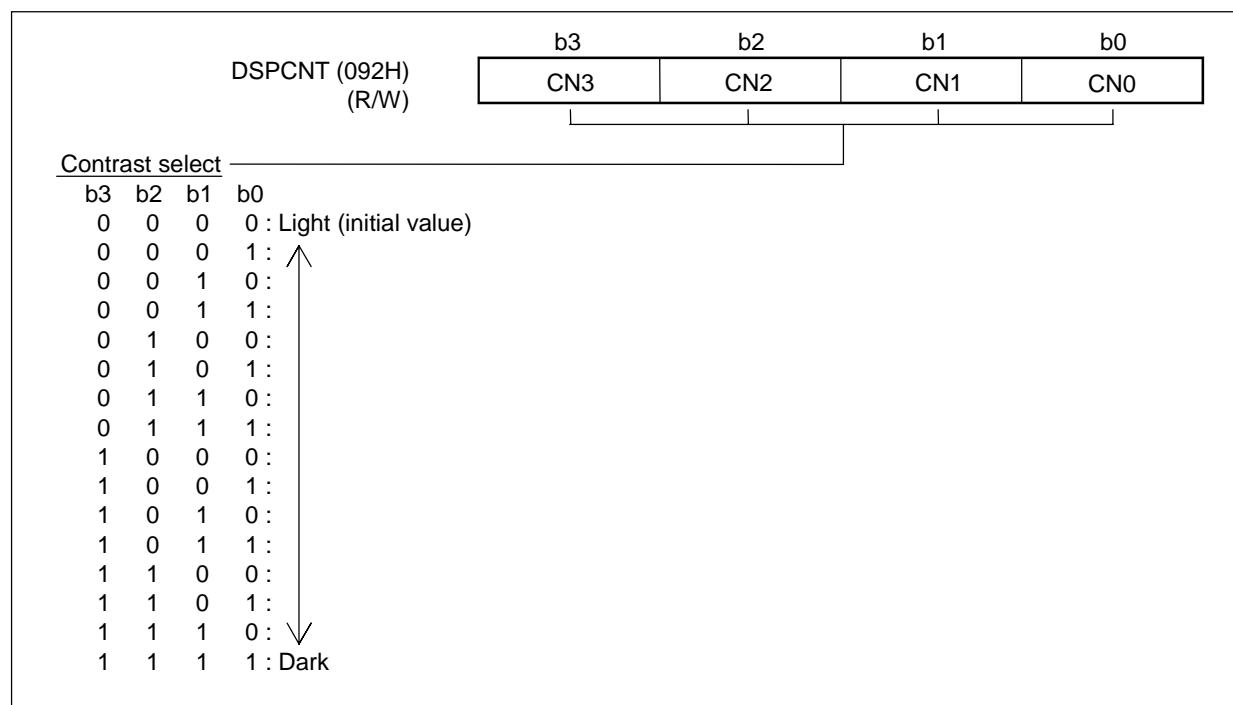 b3 b2 b1 b0
DSPCNT (092H) CN3 CN2 CN1 CN0
(R/W)
Contrast select
b3 b2 b1 b0
0 0 0 0 : Light (initial value)
0 0 0 1 :
0 0 1 0 :
0 0 1 1 :
0 1 0 0 :
0 1 0 1 :
0 1 1 0 :
0 1 1 1 :
1 0 0 0 :
1 0 0 1 :
1 0 1 0 :
1 0 1 1 :
1 1 0 0 :
1 1 0 1 :
1 1 1 0 :
1 1 1 1 : Dark